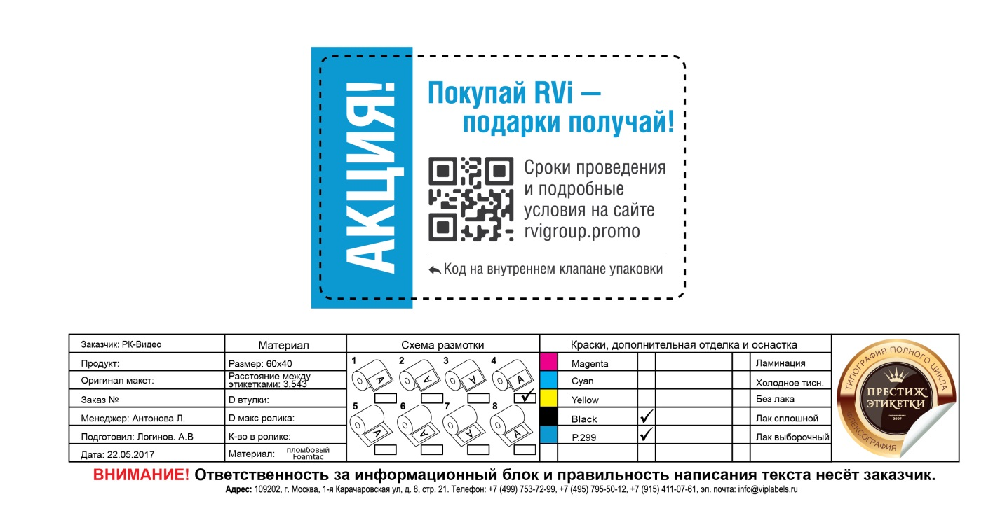 АКЦИЯ!
Покупай RVi —
подарки получай!
Сроки проведения
и подробные
условия на сайте
rvigroup.promo
Код на внутреннем клапане упаковки
Заказчик: РК-Видео
Продукт:
Оригинал макет:
Заказ №
Менеджер: Антонова Л.
Подготовил: Логинов. А.В
Дата: 22.05.2017
Материал
Размер: 60х40
Расстояние между
этикетками: 3,543
D втулки:
D макс ролика:
К-во в ролике:
Материал: пломбовый
Foamtac
Схема размотки
1 2 3 4
A A A A
5 6 7 8
A A A A
Краски, дополнительная отделка и оснастка
Magenta
Cyan
Yellow
Black
P.299
Ламинация
Холодное тисн.
Без лака
Лак сплошной
Лак выборочный
ТИПОГРАФИЯ ПОЛНОГО ЦИКЛА
ПРЕСТИЖ
ЭТИКЕТКИ
год основания
2007
ФЛЕКСОГРАФИЯ
ВНИМАНИЕ! Ответственность за информационный блок и правильность написания текста несёт заказчик.
Адрес: 109202, г. Москва, 1-я Карачаровская ул, д. 8, стр. 21. Телефон: +7 (499) 753-72-99, +7 (495) 795-50-12, +7 (915) 411-07-61, эл. почта: info@viplabels.ru